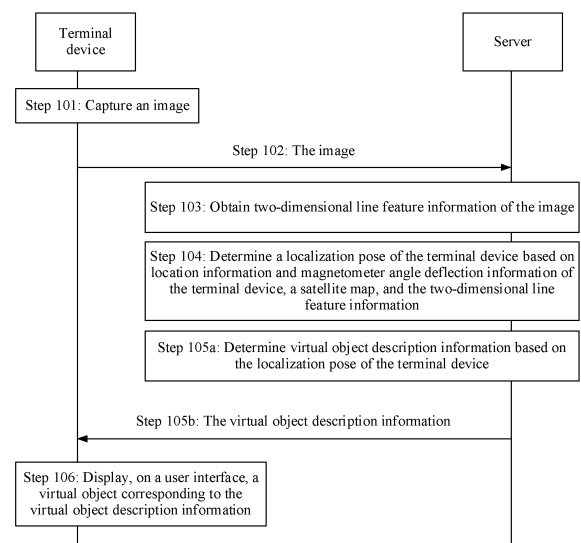 Terminal
device
Server
Step 101: Capture an image
Step 102: The image
Step 103: Obtain two-dimensional line feature information of the image
Step 104: Determine a localization pose of the terminal device based on
location information and magnetometer angle deflection information of
the terminal device, a satellite map, and the two-dimensional line
feature information
Step 105a: Determine virtual object description information based on
the localization pose of the terminal device
Step 105b: The virtual object description information
Step 106: Display, on a user interface, a
virtual object corresponding to the
virtual object description information